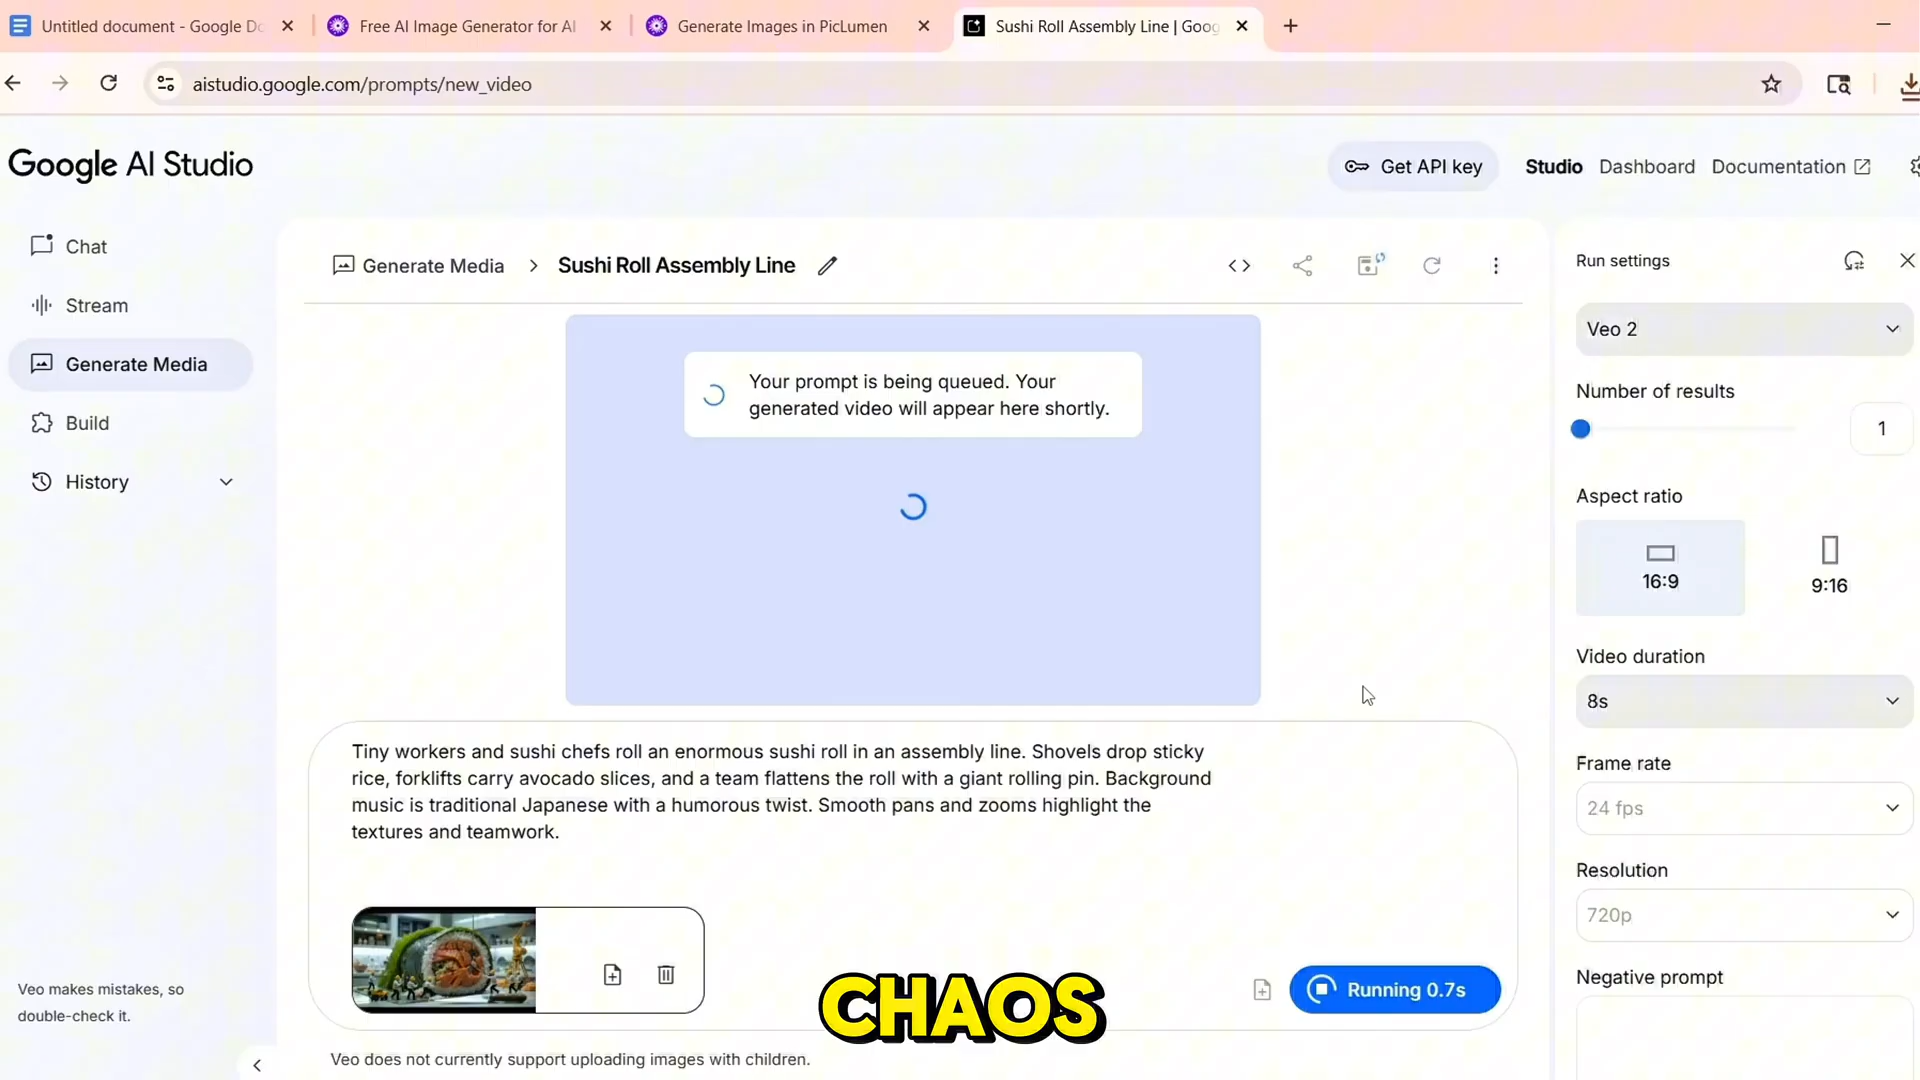 Untitled document - Google Do
Free AI Image Generator for AI
Generate Images in PicLumen
Sushi Roll Assembly Line | Goog
aistudio.google.com/prompts/new_video
Google AI Studio
Get API key
Studio
Dashboard
Documentation
Chat
Stream
Generate Media
Build
History
Generate Media
Sushi Roll Assembly Line
Your prompt is being queued. Your
generated video will appear here shortly.
Tiny workers and sushi chefs roll an enormous sushi roll in an assembly line. Shovels drop sticky
rice, forklifts carry avocado slices, and a team flattens the roll with a giant rolling pin. Background
music is traditional Japanese with a humorous twist. Smooth pans and zooms highlight the
textures and teamwork.
Running 0.7s
CHAOS
Veo does not currently support uploading images with children.
Veo makes mistakes, so
double-check it.
Run settings
Veo 2
Number of results
1
Aspect ratio
16:9
9:16
Video duration
8s
Frame rate
24 fps
Resolution
720p
Negative prompt